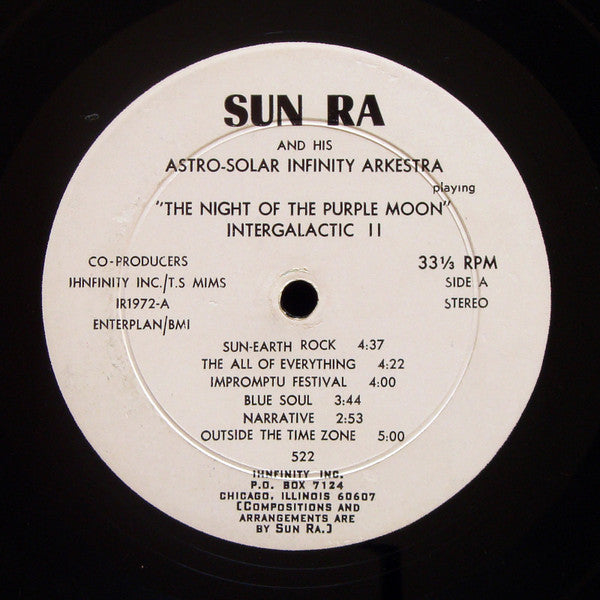 SUN RA
AND HIS
ASTRO-SOLAR INFINITY ARKESTRA
playing
"THE NIGHT OF THE PURPLE MOON"
INTERGALACTIC II
CO-PRODUCERS
IHNFINITY INC./T.S MIMS
IR1972-A
ENTERPLAN/BMI
33⅓ RPM
SIDE A
STEREO
SUN-EARTH ROCK 4:37
THE ALL OF EVERYTHING 4:22
IMPROMPTU FESTIVAL 4:00
BLUE SOUL 3:44
NARRATIVE 2:53
OUTSIDE THE TIME ZONE 5:00
522
IHNFINITY INC.
P.O. BOX 7124
CHICAGO, ILLINOIS 60607
[COMPOSITIONS AND
ARRANGEMENTS ARE
BY SUN RA.]